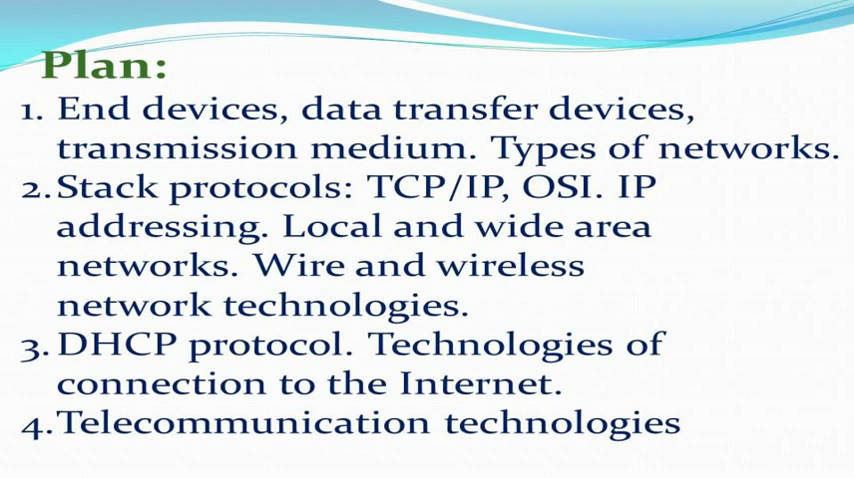 Plan:
1. End devices, data transfer devices,
transmission medium. Types of networks.
2. Stack protocols: TCP/IP, OSI. IP
addressing. Local and wide area
networks. Wire and wireless
network technologies.
3. DHCP protocol. Technologies of
connection to the Internet.
4. Telecommunication technologies